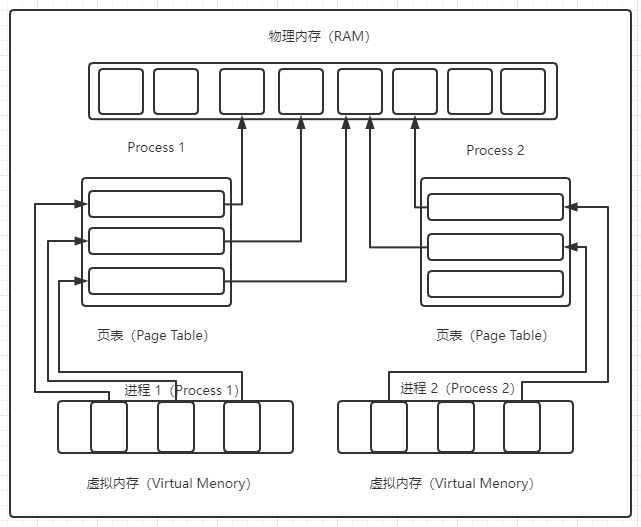 物理内存（RAM）
Process 1
Process 2
页表（Page Table）
页表（Page Table）
进程 1（Process 1）
进程 2（Process 2）
虚拟内存（Virtual Menory）
虚拟内存（Virtual Menory）